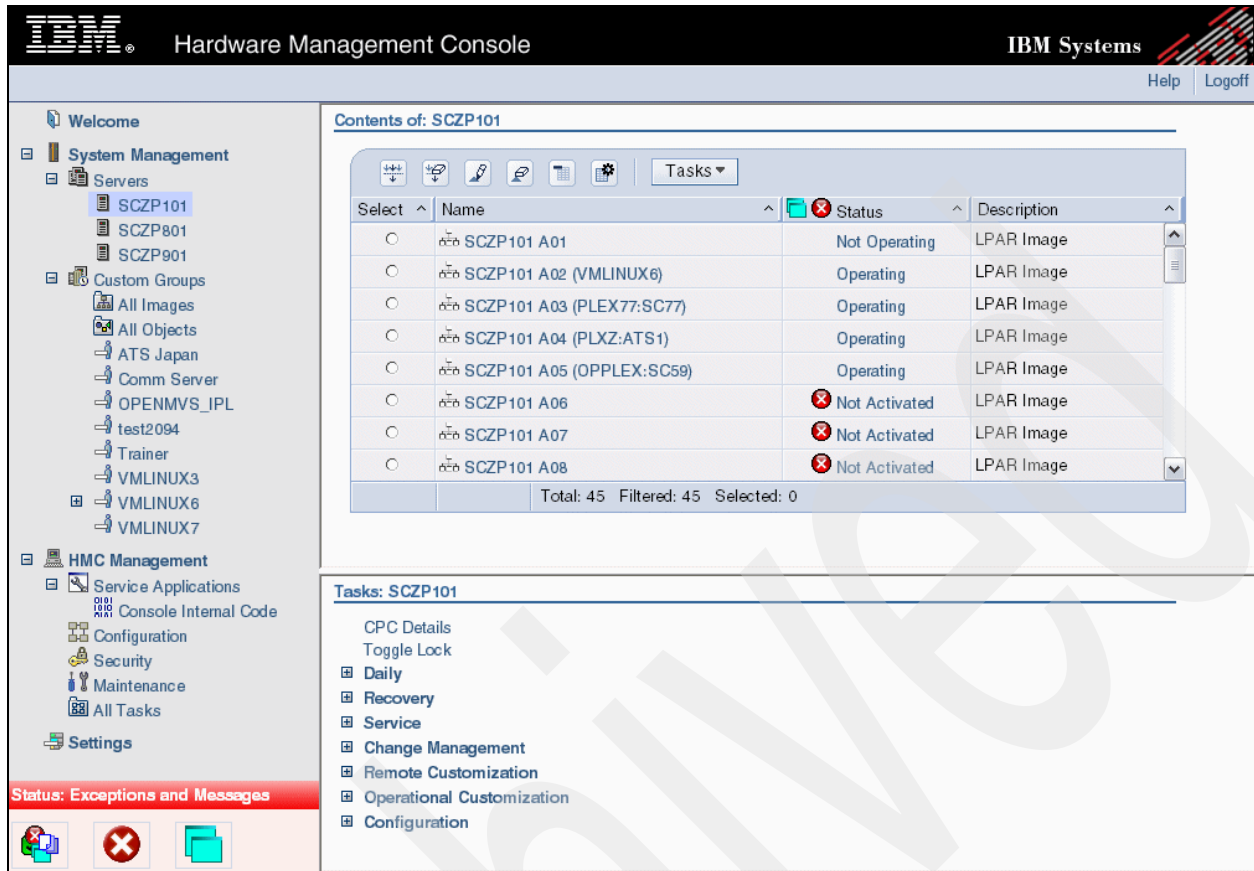 IBM® Hardware Management Console IBM Systems
Help Logoff
Welcome
System Management
Servers
SCZP101
SCZP801
SCZP901
Custom Groups
All Images
All Objects
ATS Japan
Comm Server
OPENMVS_IPL
test2094
Trainer
VMLINUX3
VMLINUX6
VMLINUX7
HMC Management
Service Applications
Console Internal Code
Configuration
Security
Maintenance
All Tasks
Settings
Status: Exceptions and Messages
Contents of: SCZP101
Tasks
Select Name Status Description
SCZP101 A01 Not Operating LPAR Image
SCZP101 A02 (VMLINUX6) Operating LPAR Image
SCZP101 A03 (PLEX77:SC77) Operating LPAR Image
SCZP101 A04 (PLXZ:ATS1) Operating LPAR Image
SCZP101 A05 (OPPLEX:SC59) Operating LPAR Image
SCZP101 A06 Not Activated LPAR Image
SCZP101 A07 Not Activated LPAR Image
SCZP101 A08 Not Activated LPAR Image
Total: 45 Filtered: 45 Selected: 0
Tasks: SCZP101
CPC Details
Toggle Lock
Daily
Recovery
Service
Change Management
Remote Customization
Operational Customization
Configuration